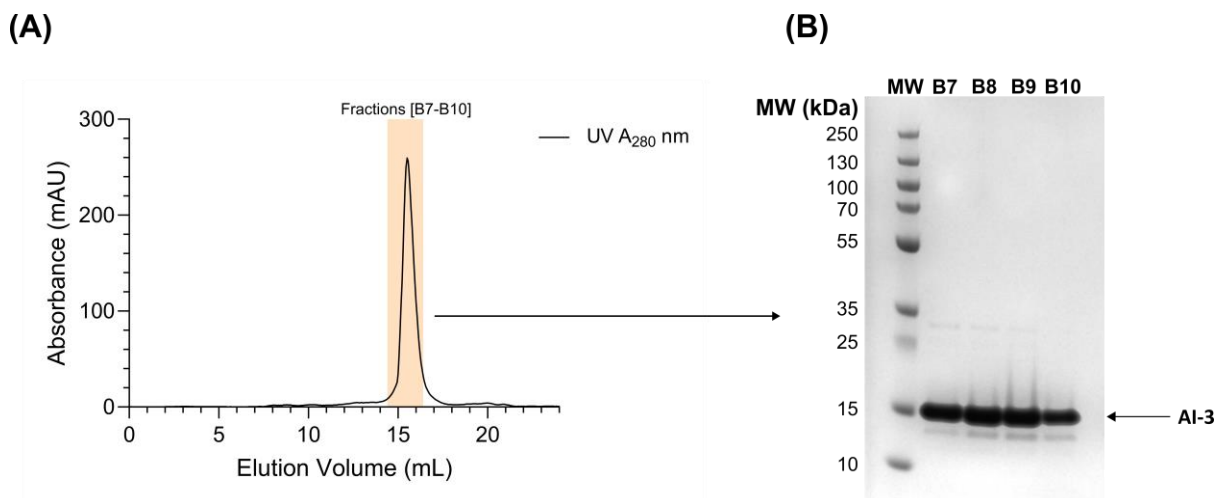 (A)
Fractions [B7-B10]
UV A280 nm
300
200
100
0
Absorbance (mAU)
0 5 10 15 20
Elution Volume (mL)
(B)
MW B7 B8 B9 B10
MW (kDa)
250
130
100
70
55
35
25
15
10
AI-3